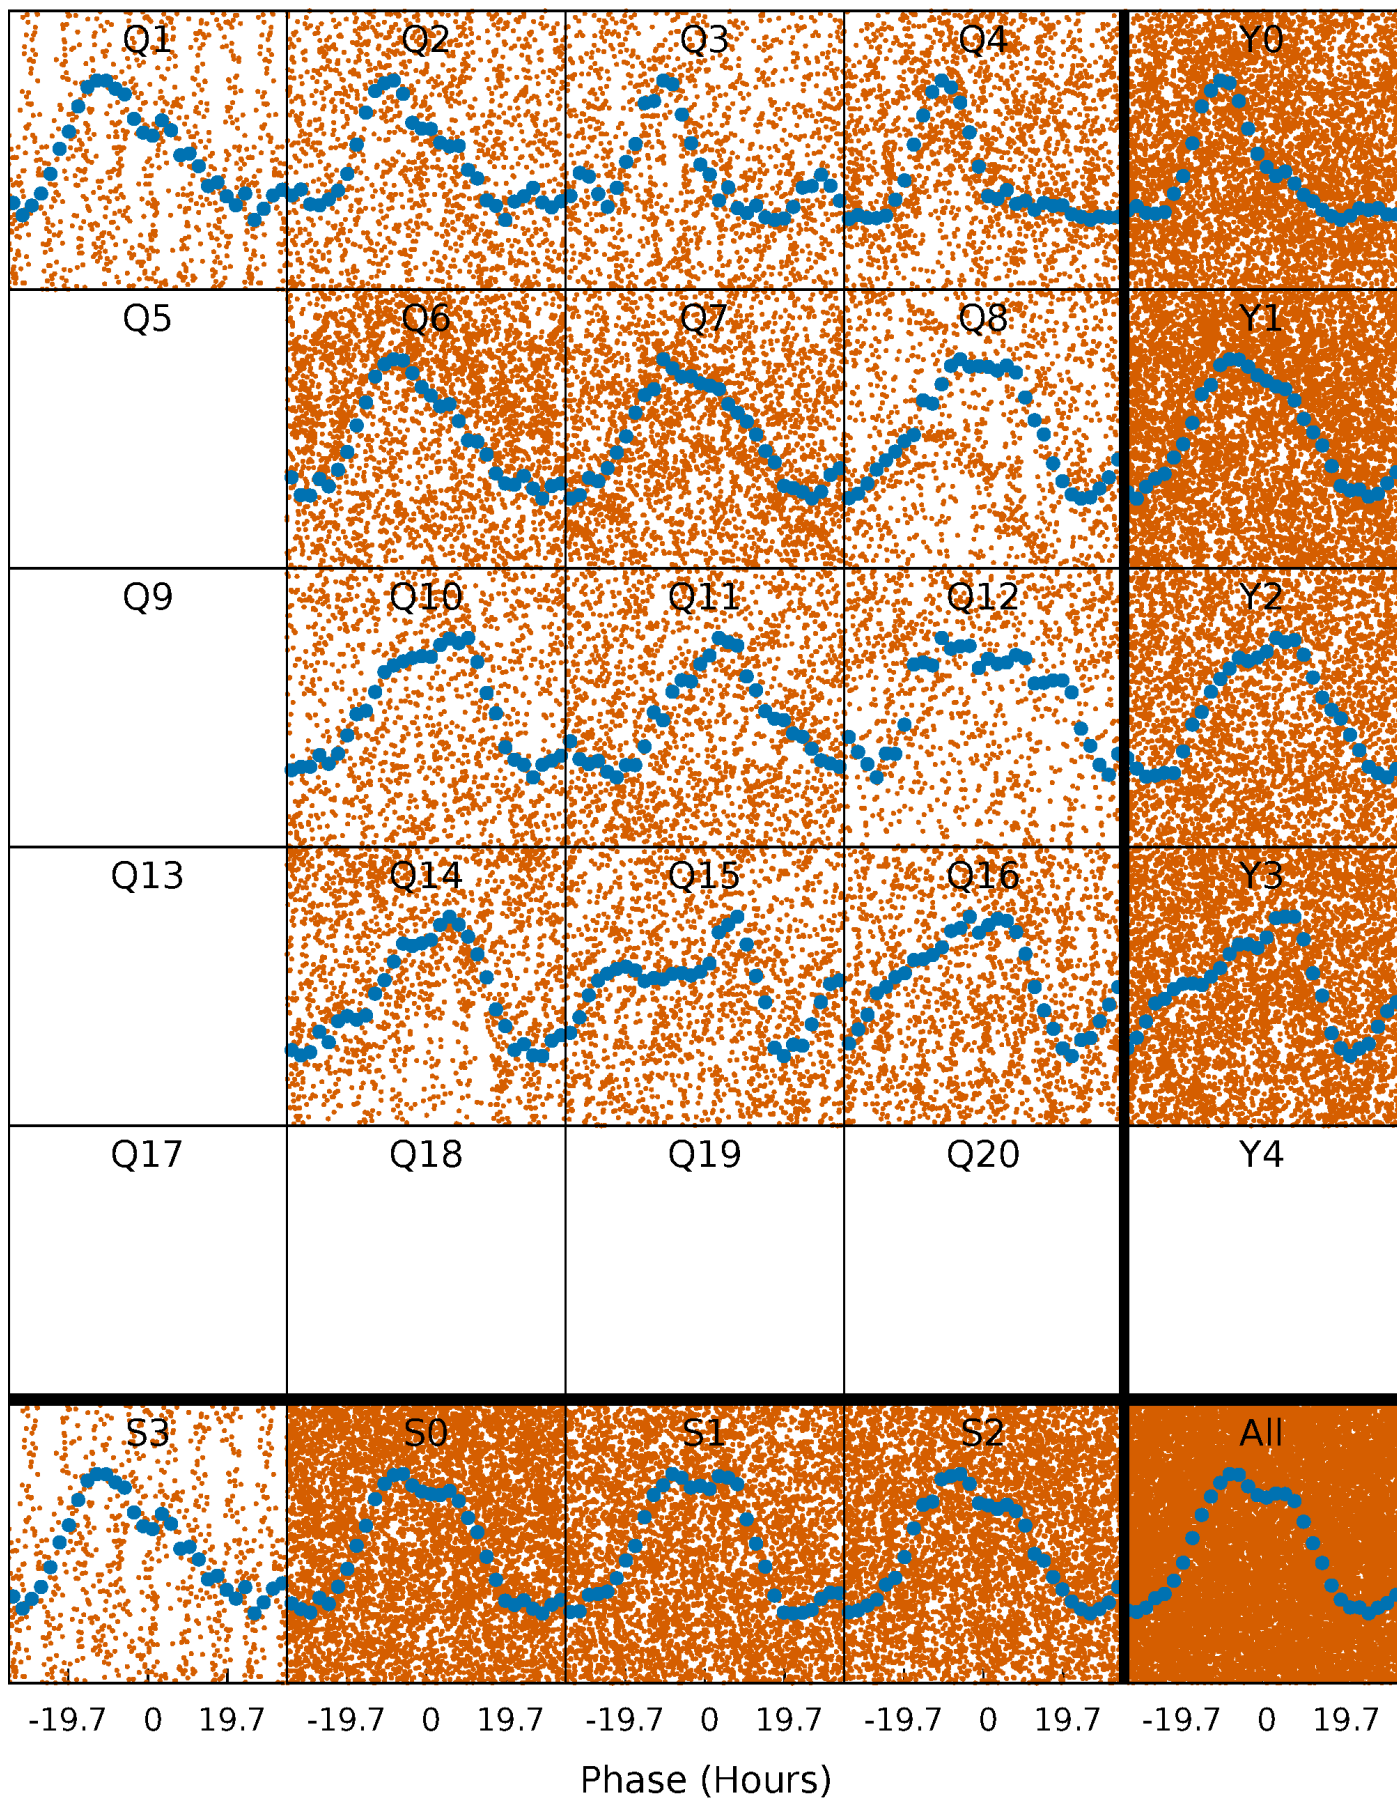 Q1 Q2 Q3 Q4 Y0
Q5 Q6 Q7 Q8 Y1
Q9 Q10 Q11 Q12 Y2
Q13 Q14 Q15 Q16 Y3
Q17 Q18 Q19 Q20 Y4
S3 S0 S1 S2 All
-19.7 0 19.7 -19.7 0 19.7 -19.7 0 19.7 -19.7 0 19.7 -19.7 0 19.7
Phase (Hours)